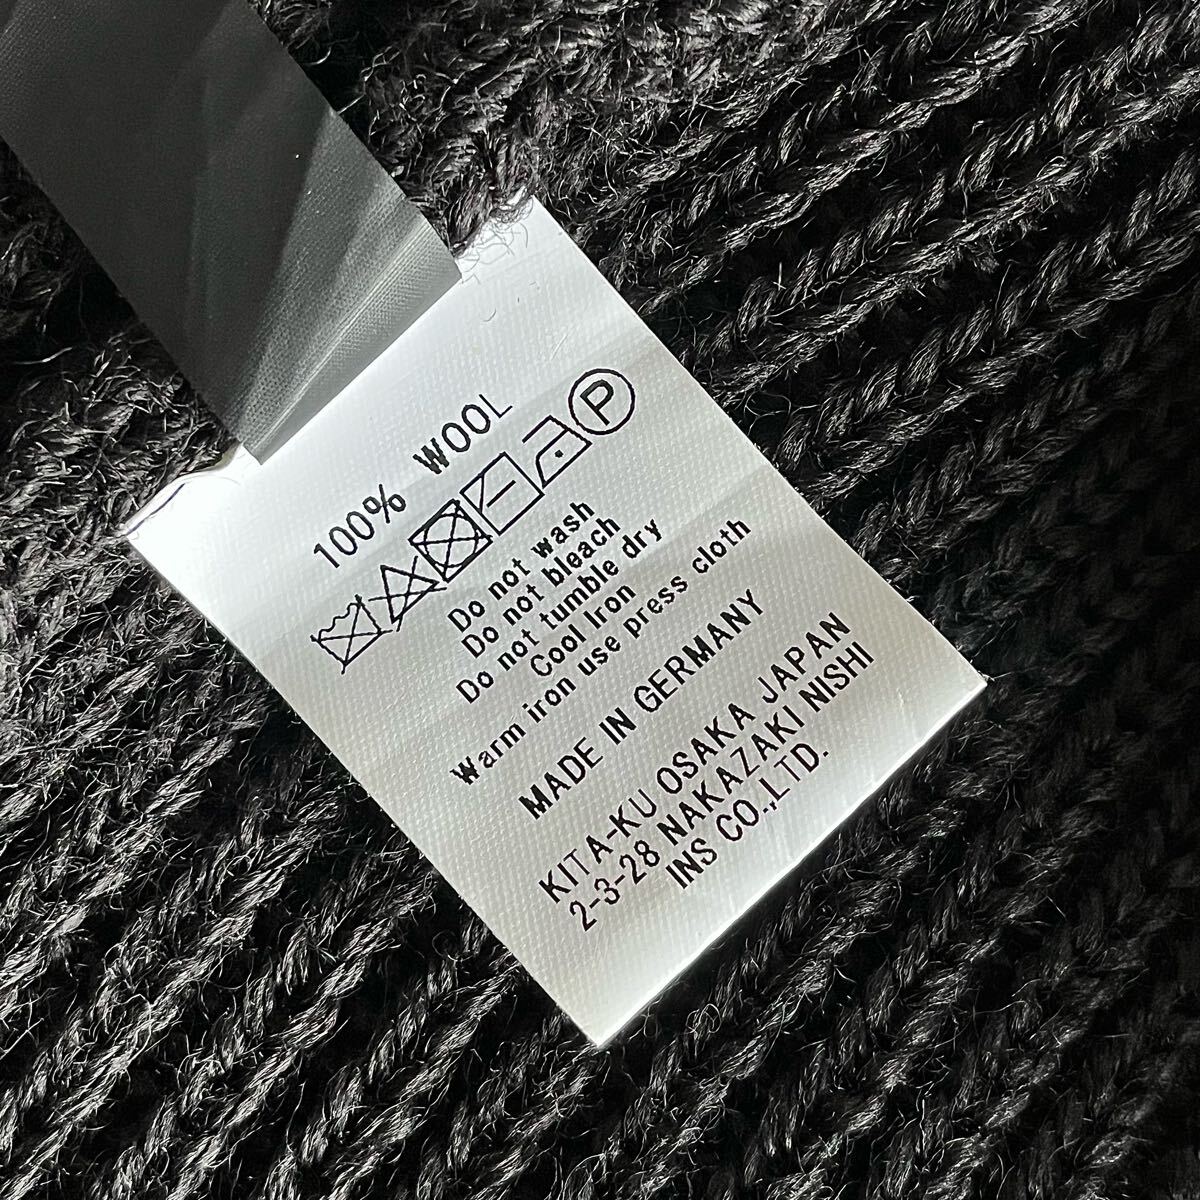 100% WOOL
P
Do not wash
Do not bleach
Do not tumble dry
Cool Iron
Warm iron use press cloth
MADE IN GERMANY
KITA-KU OSAKA JAPAN
2-3-28 NAKAZAKI NISHI
INS CO.,LTD.